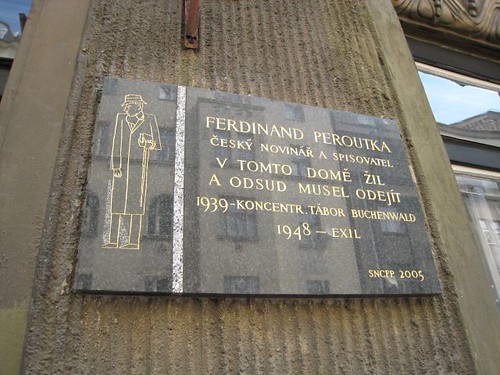 FERDINAND PEROUTKA
ČESKÝ NOVINÁŘ A SPISOVATEL
V TOMTO DOMĚ ŽIL
A ODSUD MUSEL ODEJÍT
1939-KONCENTR. TÁBOR BUCHENWALD
1948 - EXIL
SNCPP 2005